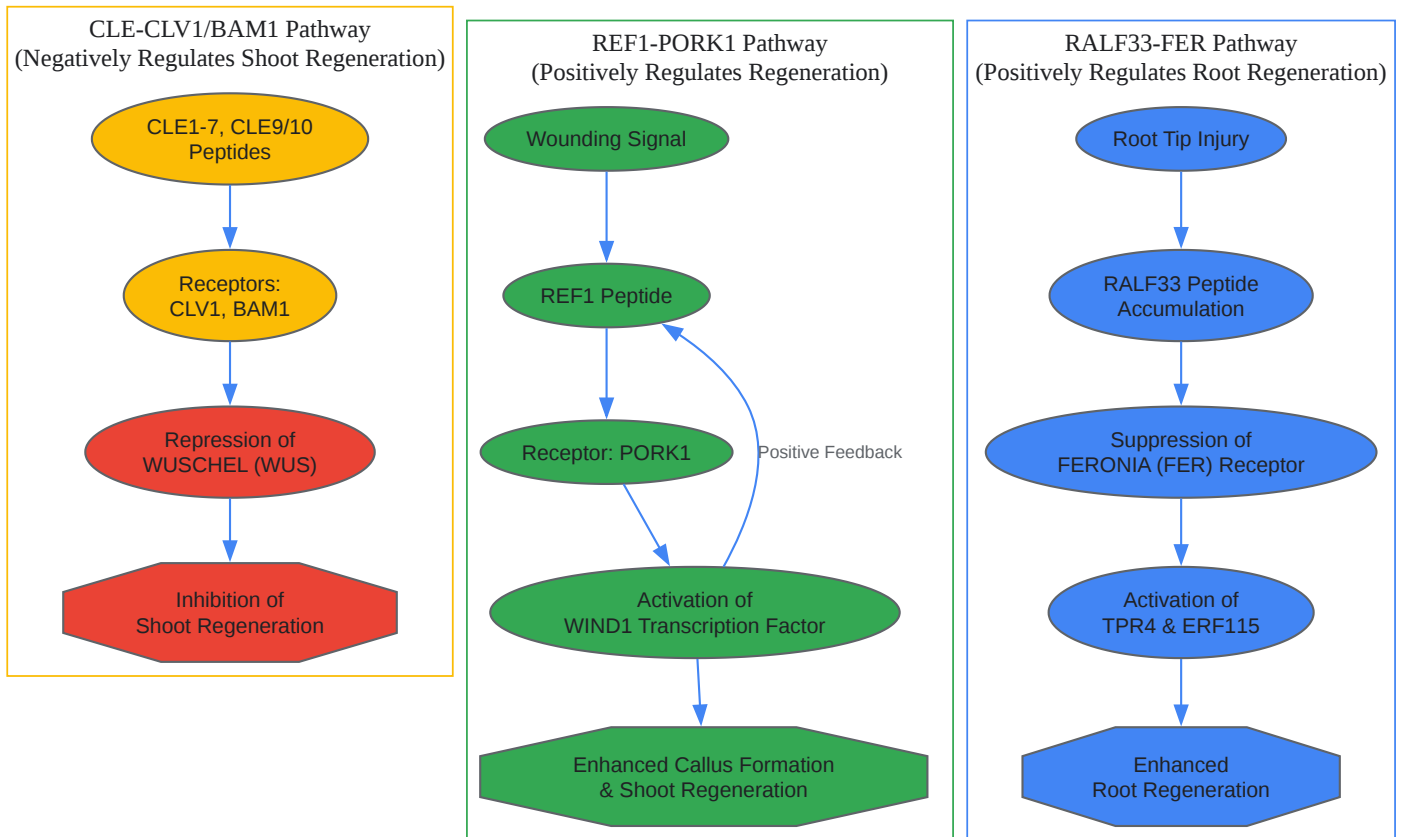 CLE-CLV1/BAM1 Pathway
(Negatively Regulates Shoot Regeneration)
CLE1-7, CLE9/10
Peptides
Receptors:
CLV1, BAM1
Repression of
WUSCHEL (WUS)
Inhibition of
Shoot Regeneration
REF1-PORK1 Pathway
(Positively Regulates Regeneration)
Wounding Signal
REF1 Peptide
Receptor: PORK1
Positive Feedback
Activation of
WIND1 Transcription Factor
Enhanced Callus Formation
& Shoot Regeneration
RALF33-FER Pathway
(Positively Regulates Root Regeneration)
Root Tip Injury
RALF33 Peptide
Accumulation
Suppression of
FERONIA (FER) Receptor
Activation of
TPR4 & ERF115
Enhanced
Root Regeneration